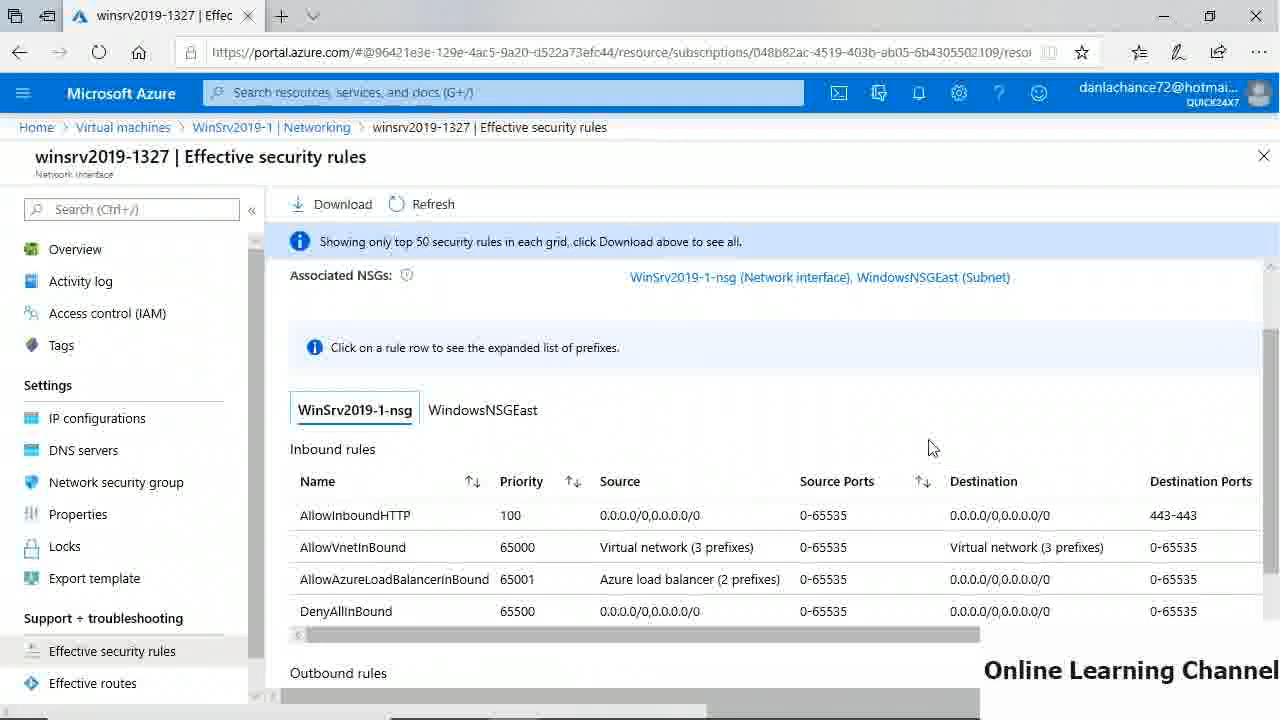 winsrv2019-1327 | Effec
https://portal.azure.com/#@96421e3e-129e-4ac5-9a20-d522a73efc44/resource/subscriptions/048b82ac-4519-403b-ab05-6b4305502109/resou
Microsoft Azure
Search resources, services, and docs (G+/)
danlachance72@hotmai...
QUICK24X7
Home > Virtual machines > WinSrv2019-1 | Networking > winsrv2019-1327 | Effective security rules
winsrv2019-1327 | Effective security rules
Network interface
Search (Ctrl+/)
Download Refresh
Showing only top 50 security rules in each grid, click Download above to see all.
Overview
Activity log
Access control (IAM)
Tags
Settings
IP configurations
DNS servers
Network security group
Properties
Locks
Export template
Support + troubleshooting
Effective security rules
Effective routes
Associated NSGs: WinSrv2019-1-nsg (Network interface), WindowsNSGEast (Subnet)
Click on a rule row to see the expanded list of prefixes.
WinSrv2019-1-nsg WindowsNSGEast
Inbound rules
Name Priority Source Source Ports Destination Destination Ports
AllowInboundHTTP 100 0.0.0.0/0,0.0.0.0/0 0-65535 0.0.0.0/0,0.0.0.0/0 443-443
AllowVnetInBound 65000 Virtual network (3 prefixes) 0-65535 Virtual network (3 prefixes) 0-65535
AllowAzureLoadBalancerInBound 65001 Azure load balancer (2 prefixes) 0-65535 0.0.0.0/0,0.0.0.0/0 0-65535
DenyAllInBound 65500 0.0.0.0/0,0.0.0.0/0 0-65535 0.0.0.0/0,0.0.0.0/0 0-65535
Outbound rules
Online Learning Channel